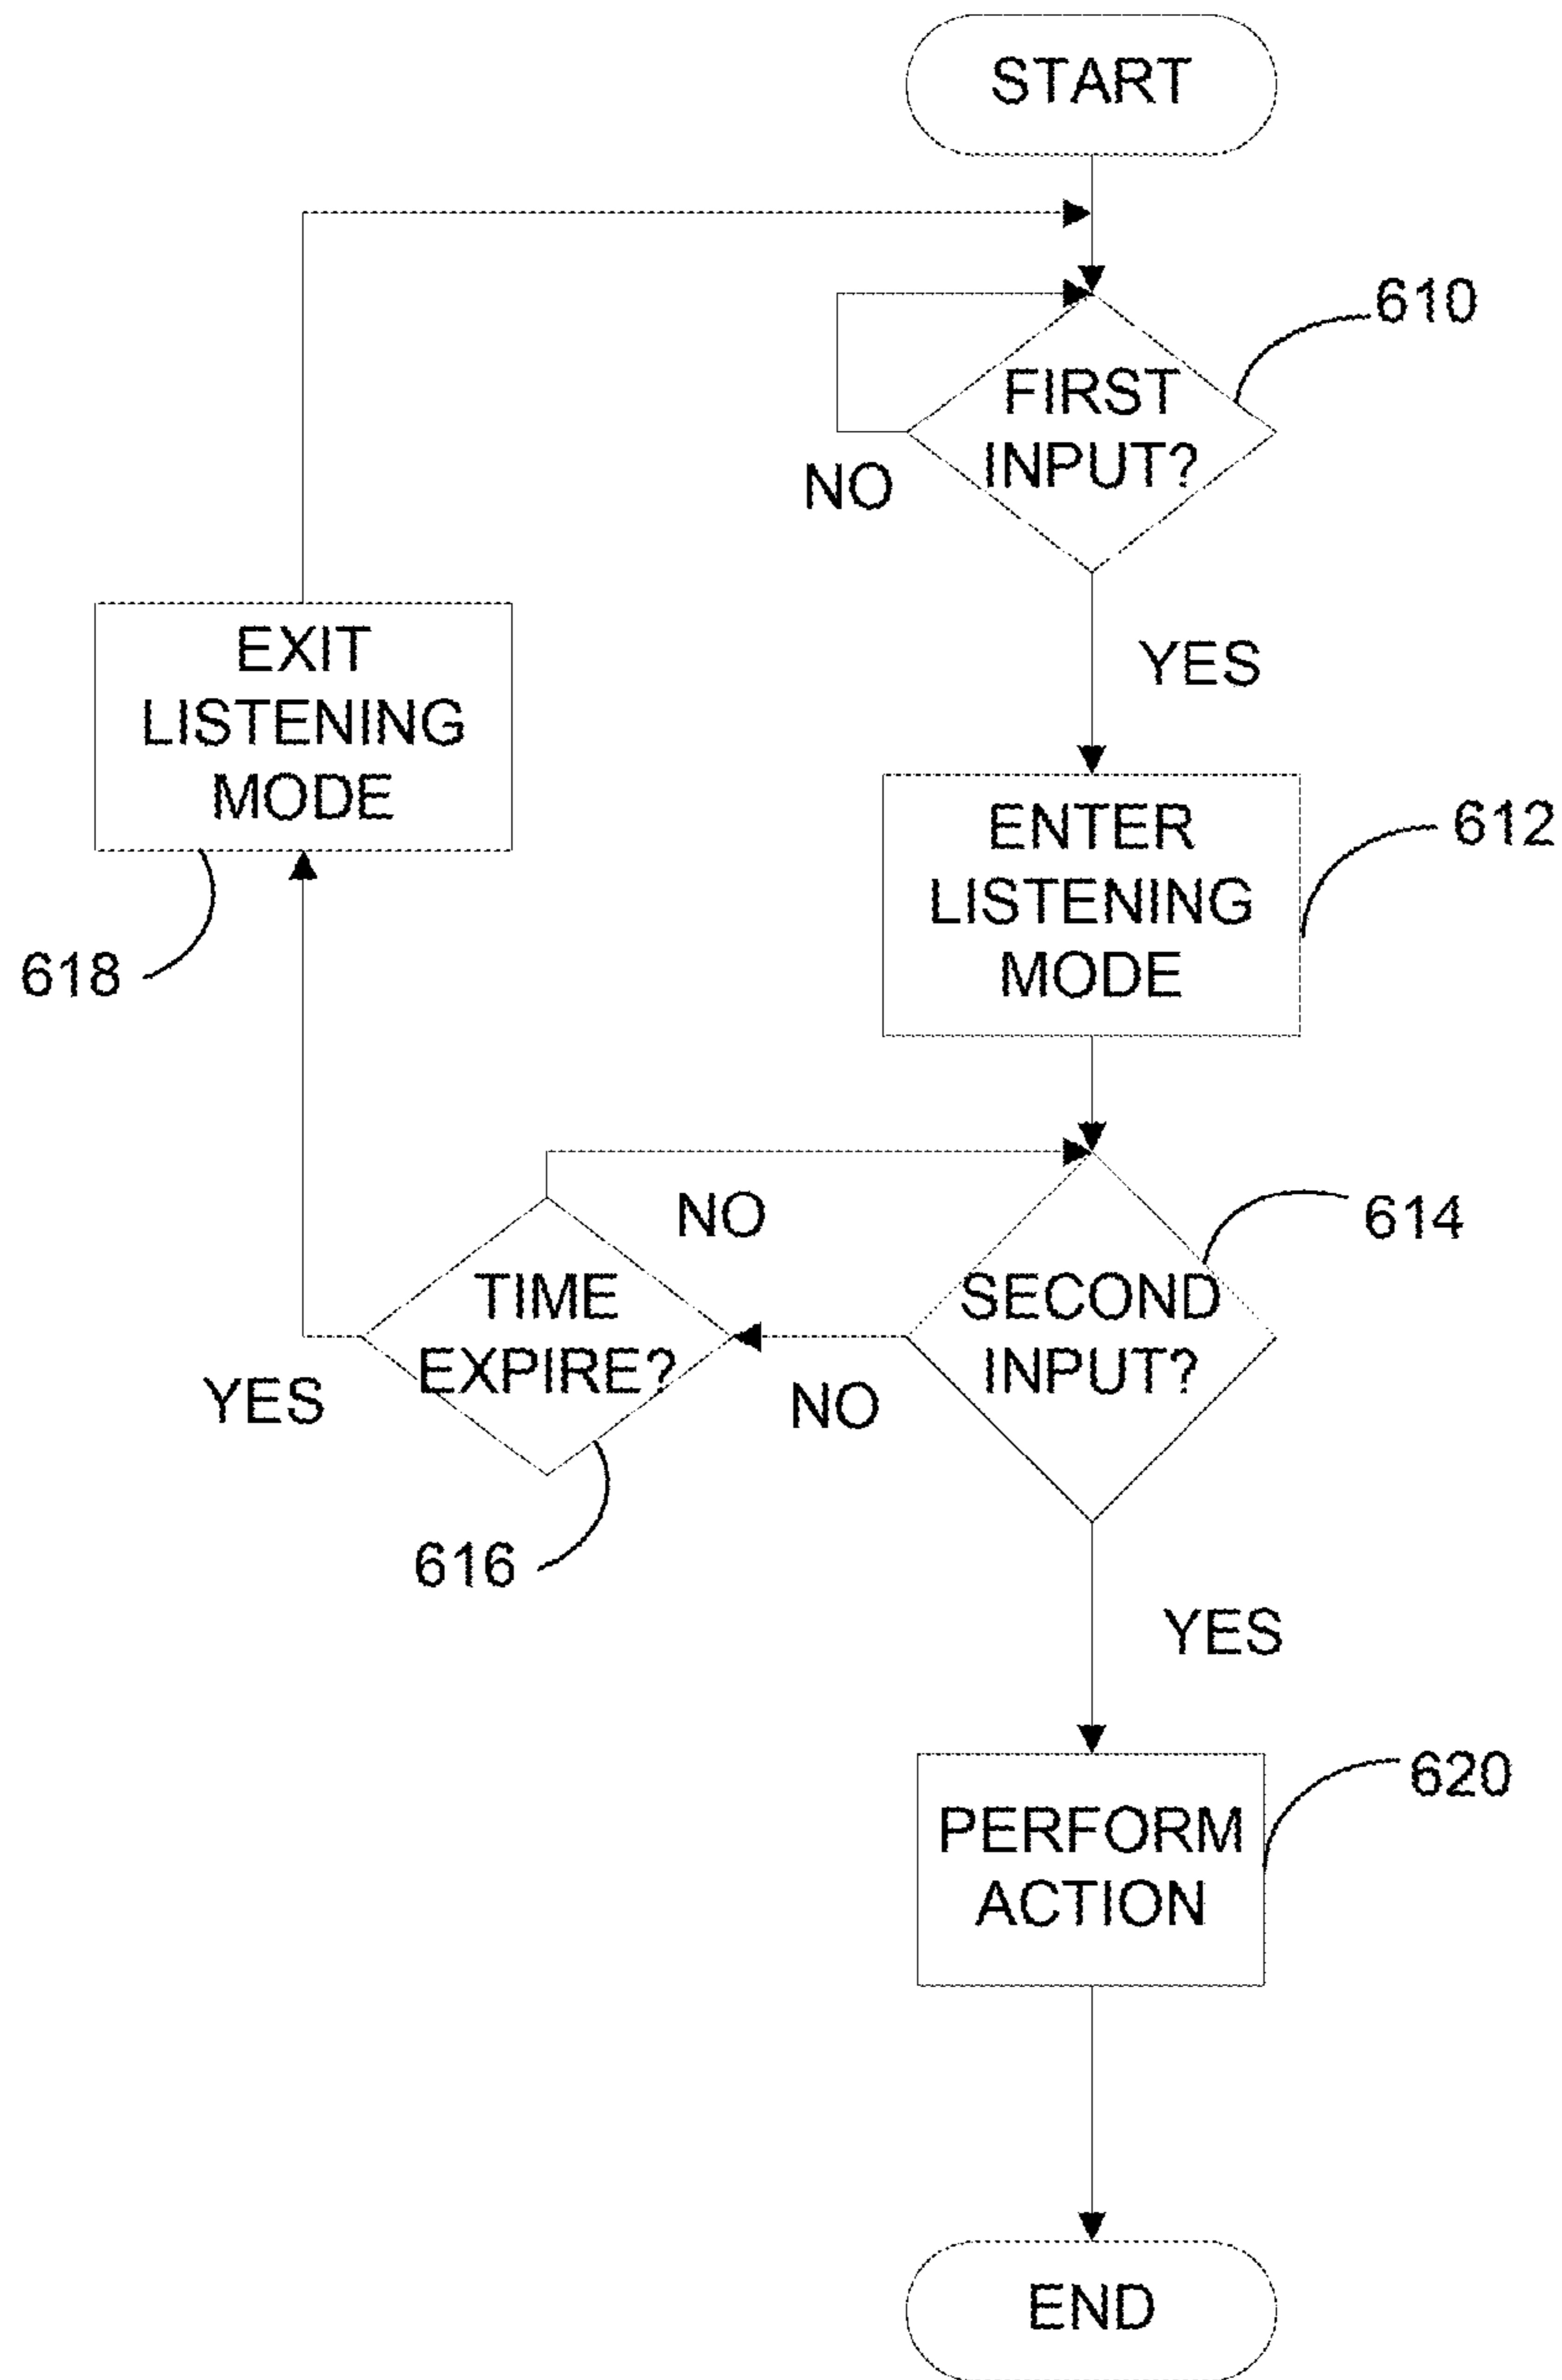 START
610
FIRST
INPUT?
NO
YES
EXIT
LISTENING
MODE
618
ENTER
LISTENING
MODE
612
614
SECOND
INPUT?
NO
TIME
EXPIRE?
NO
YES
616
YES
620
PERFORM
ACTION
END